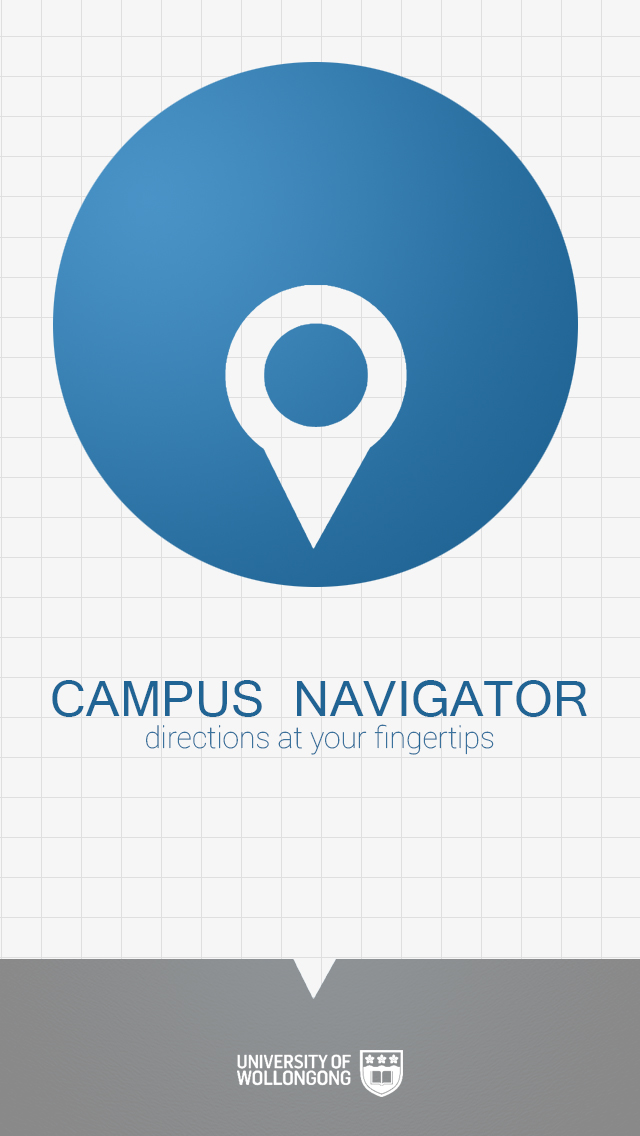 CAMPUS NAVIGATOR
directions at your fingertips
UNIVERSITY OF
WOLLONGONG